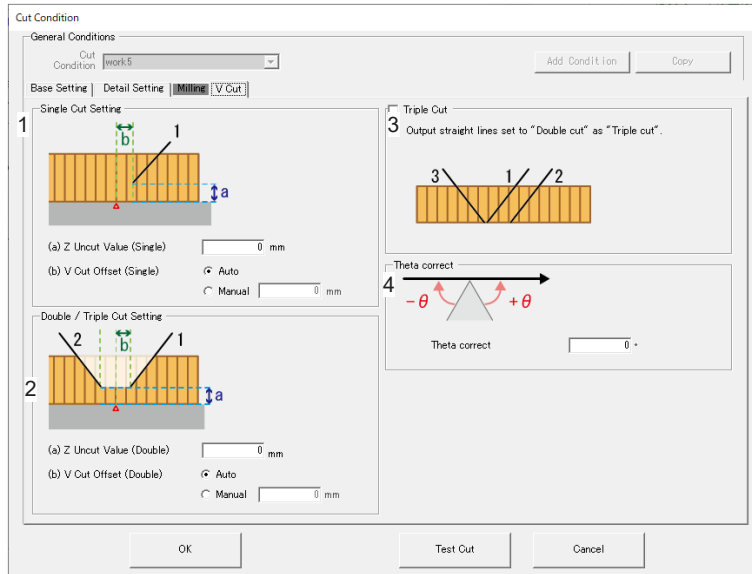 Cut Condition
General Conditions
Cut
Condition
work5
Add Condition
Copy
Base Setting
Detail Setting
Milling
V Cut
1
Single Cut Setting
b
1
a
(a) Z Uncut Value (Single)
0 mm
(b) V Cut Offset (Single)
Auto
Manual
0 mm
2
Double / Triple Cut Setting
2
b
1
a
(a) Z Uncut Value (Double)
0 mm
(b) V Cut Offset (Double)
Auto
Manual
0 mm
3
Triple Cut
Output straight lines set to "Double cut" as "Triple cut".
3 1 2
4
Theta correct
-θ +θ
Theta correct
0 °
OK
Test Cut
Cancel